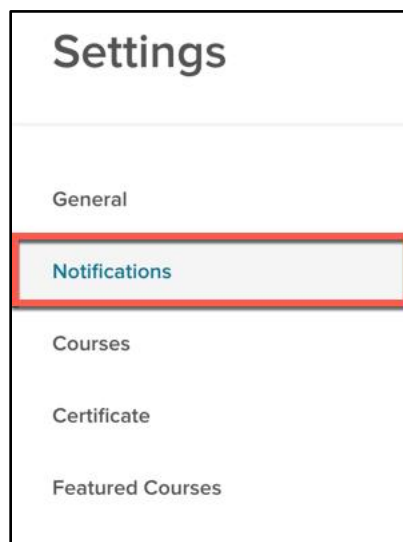 Settings
General
Notifications
Courses
Certificate
Featured Courses